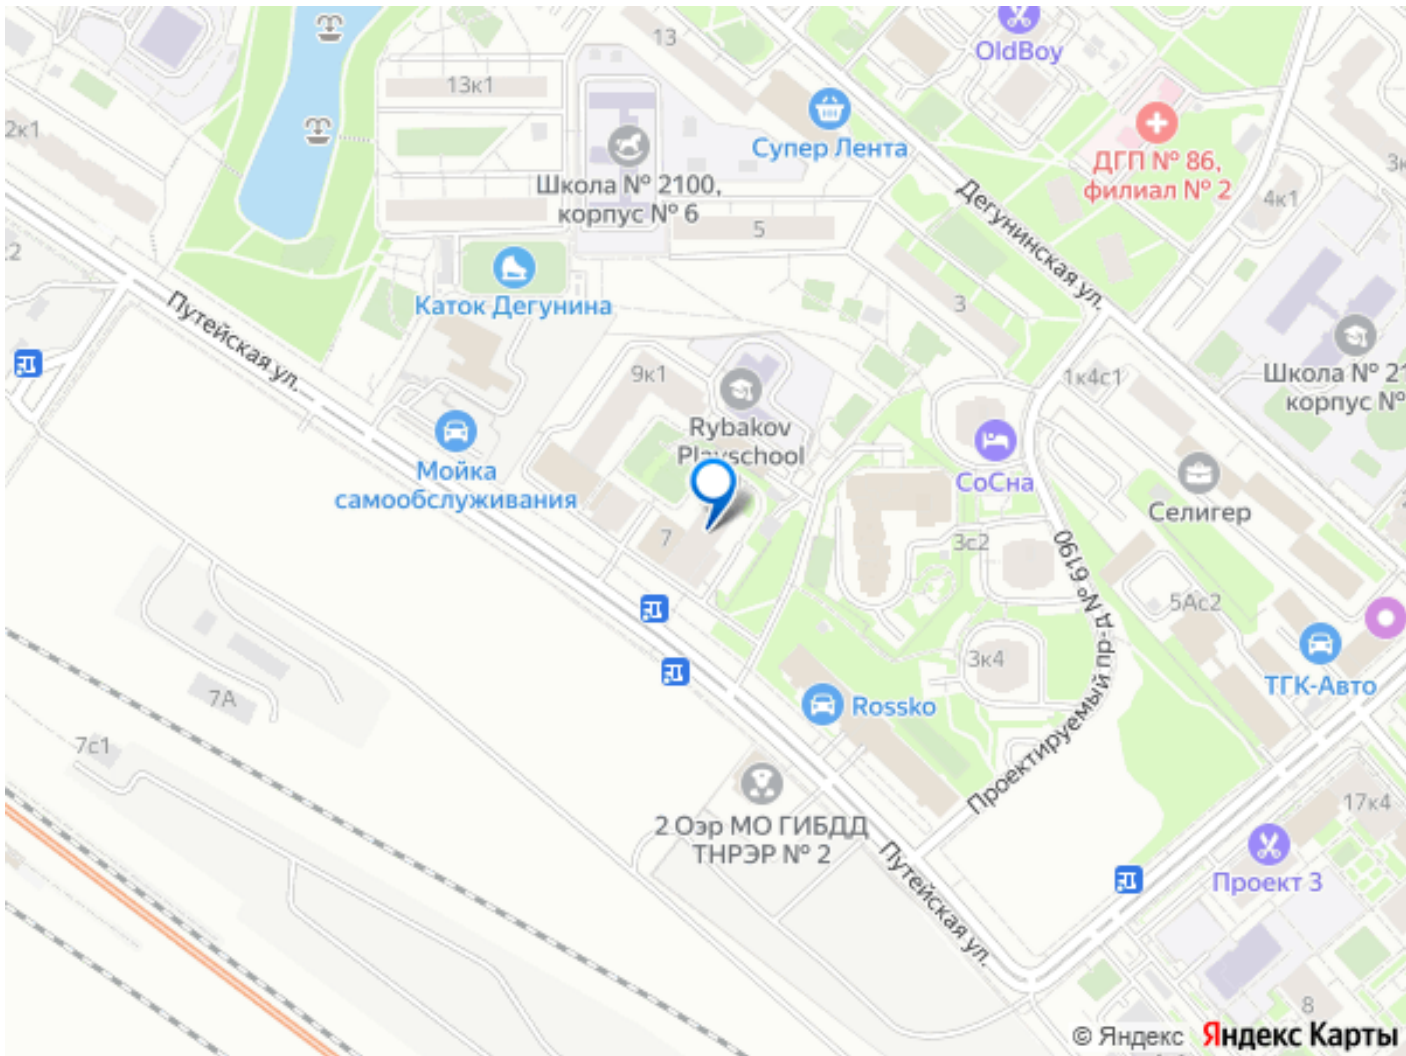 OldBoy
13
13к1
Супер Лента
2к1
ДГП № 86,
филиал № 2
Школа № 2100,
корпус № 6
4к1
5
Дегунинская ул.
Каток Дегунина
3
Путейская ул.
9к1
1к4с1
Школа № 21
корпус №
Rybakov
Playschool
Мойка
самообслуживания
СоСна
Селигер
7
3с2
Проектируемый пр-д № 6190
5Ас2
3к4
ТГК-Авто
7А
Rossko
7с1
17к4
2 Оэр МО ГИБДД
ТНРЭР № 2
Путейская ул.
Проект 3
8
© Яндекс Яндекс Карты